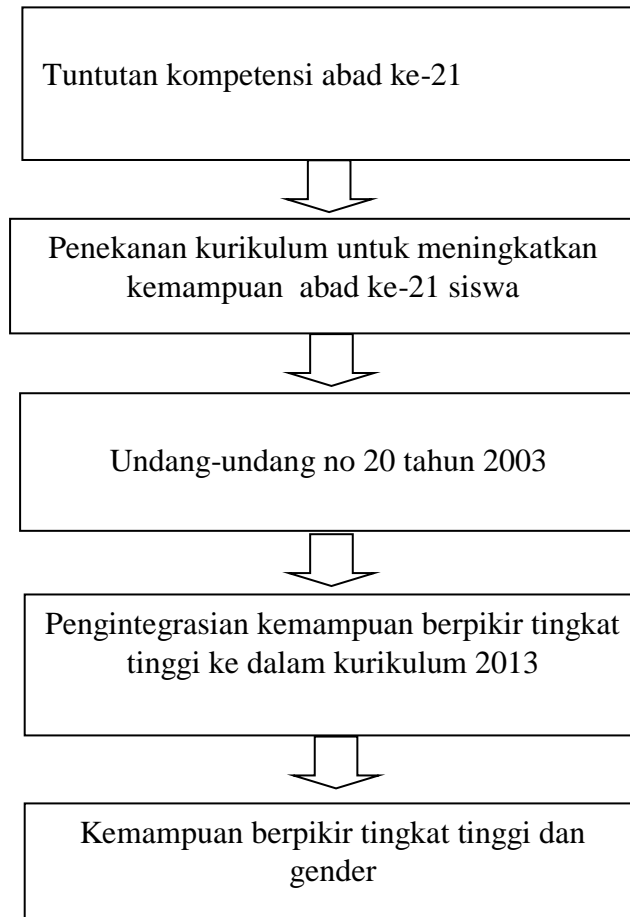 Tuntutan kompetensi abad ke-21
Penekanan kurikulum untuk meningkatkan
kemampuan abad ke-21 siswa
Undang-undang no 20 tahun 2003
Pengintegrasian kemampuan berpikir tingkat
tinggi ke dalam kurikulum 2013
Kemampuan berpikir tingkat tinggi dan
gender